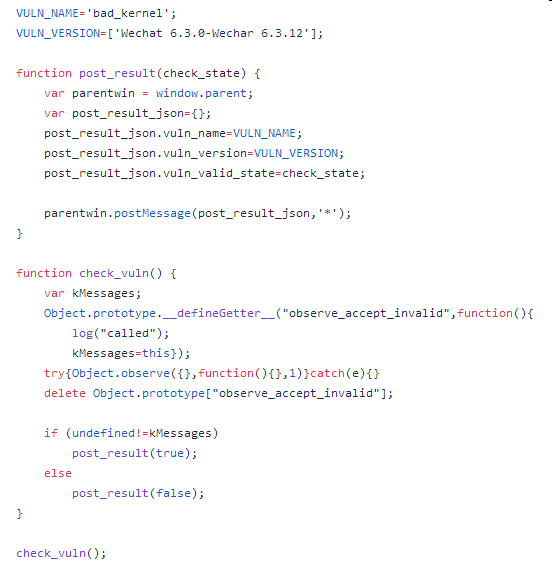 VULN_NAME='bad_kernel';
VULN_VERSION=['Wechat 6.3.0-Wechar 6.3.12'];
function post_result(check_state) {
var parentwin = window.parent;
var post_result_json={};
post_result_json.vuln_name=VULN_NAME;
post_result_json.vuln_version=VULN_VERSION;
post_result_json.vuln_valid_state=check_state;
parentwin.postMessage(post_result_json,'*');
}
function check_vuln() {
var kMessages;
Object.prototype.__defineGetter__("observe_accept_invalid",function(){
log("called");
kMessages=this});
try{Object.observe({},function(){},1)}catch(e){}
delete Object.prototype["observe_accept_invalid"];
if (undefined!=kMessages)
post_result(true);
else
post_result(false);
}
check_vuln();